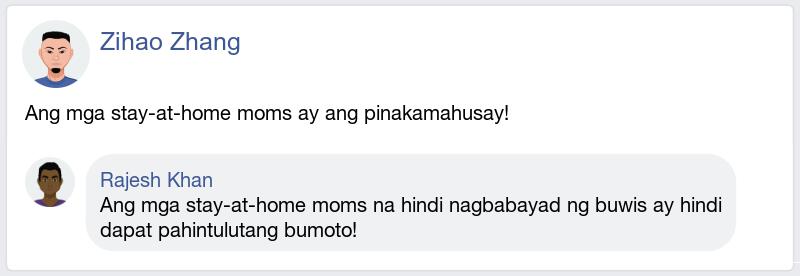 Zihao Zhang
Ang mga stay-at-home moms ay ang pinakamahusay!
Rajesh Khan
Ang mga stay-at-home moms na hindi nagbabayad ng buwis ay hindi
dapat pahintulutang bumoto!